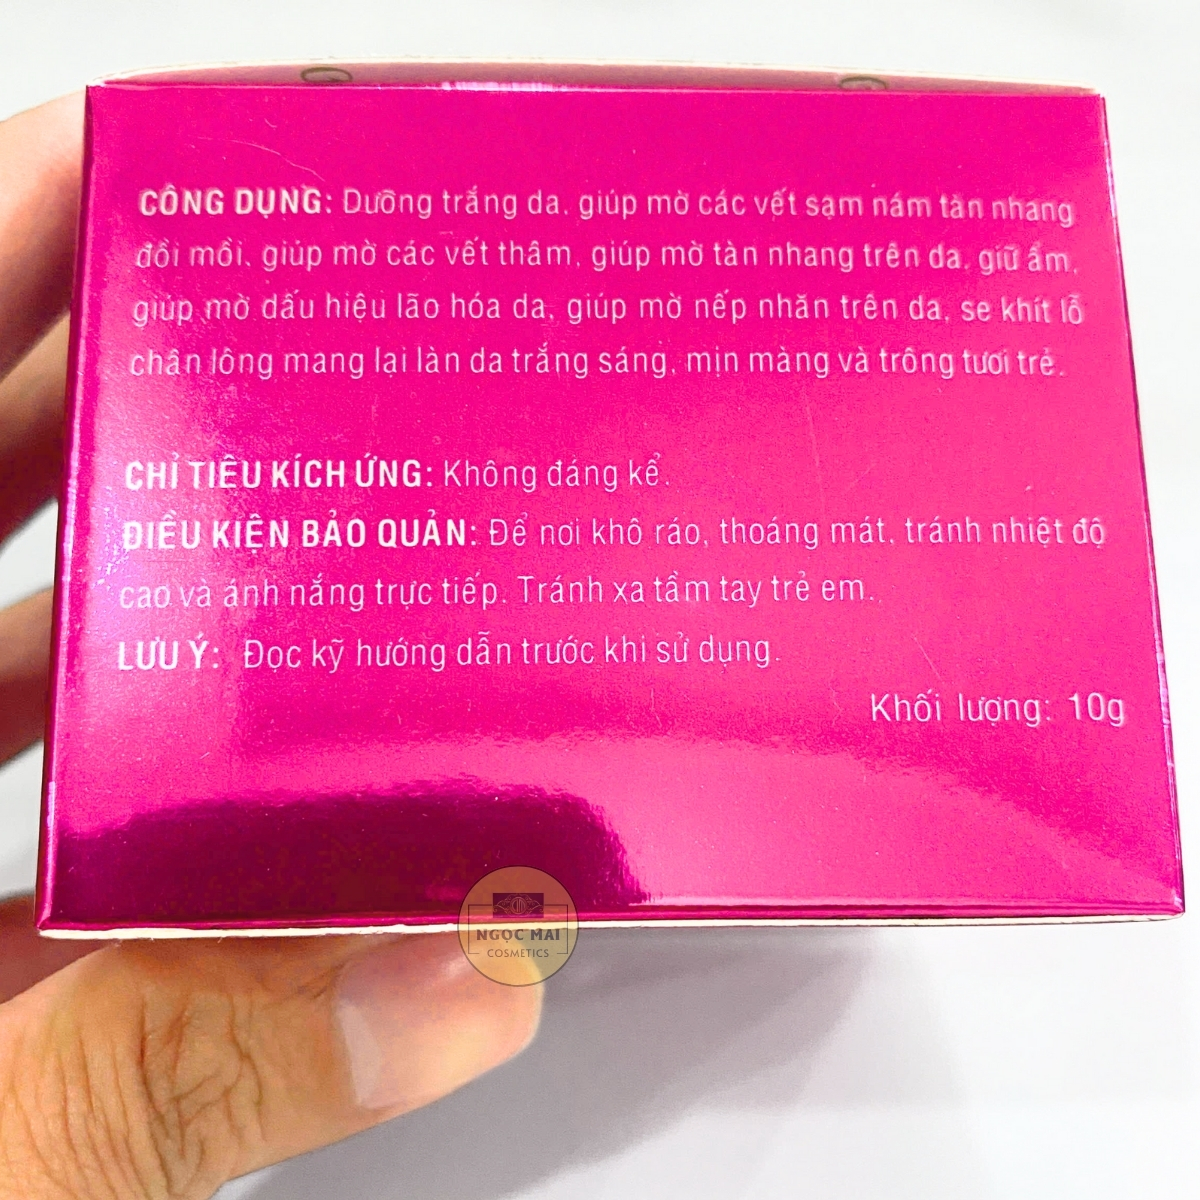 CÔNG DỤNG: Dưỡng trắng da, giúp mờ các vết sạm nám tàn nhang
đồi mồi, giúp mờ các vết thâm, giúp mờ tàn nhang trên da, giữ ẩm,
giúp mờ dấu hiệu lão hóa da, giúp mờ nếp nhăn trên da, se khít lỗ
chân lông mang lại làn da trắng sáng, mịn màng và trông tươi trẻ.
CHỈ TIÊU KÍCH ỨNG: Không đáng kể.
ĐIỀU KIỆN BẢO QUẢN: Để nơi khô ráo, thoáng mát, tránh nhiệt độ
cao và ánh nắng trực tiếp. Tránh xa tầm tay trẻ em..
LƯU Ý: Đọc kỹ hướng dẫn trước khi sử dụng.
Khối lượng: 10g
NGỌC MAI
COSMETICS